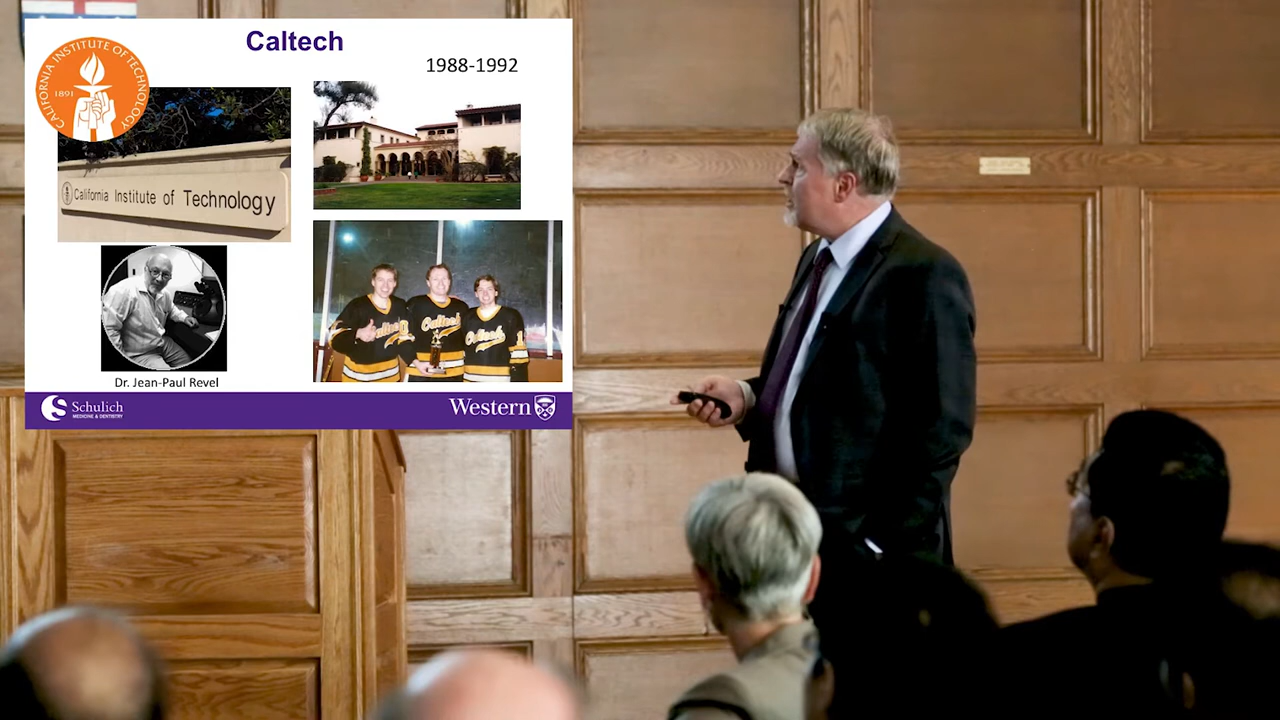 Caltech
1988-1992
CALIFORNIA INSTITUTE OF TECHNOLOGY
1891
California Institute of Technology
Caltech
Caltech
Dr. Jean-Paul Revel
Schulich
MEDICINE & DENTISTRY
Western